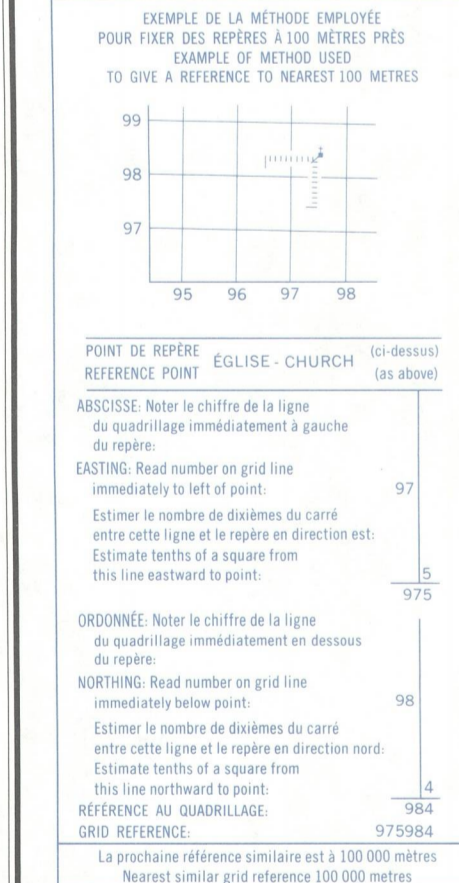 EXEMPLE DE LA MÉTHODE EMPLOYÉE
POUR FIXER DES REPÈRES À 100 MÈTRES PRÈS
EXAMPLE OF METHOD USED
TO GIVE A REFERENCE TO NEAREST 100 METRES
99
98
97
95 96 97 98
POINT DE REPÈRE
REFERENCE POINT
ÉGLISE - CHURCH
(ci-dessus)
(as above)
ABSCISSE: Noter le chiffre de la ligne
du quadrillage immédiatement à gauche
du repère:
EASTING: Read number on grid line
immediately to left of point: 97
Estimer le nombre de dixièmes du carré
entre cette ligne et le repère en direction est:
Estimate tenths of a square from
this line eastward to point: 5
975
ORDONNÉE: Noter le chiffre de la ligne
du quadrillage immédiatement en dessous
du repère:
NORTHING: Read number on grid line
immediately below point: 98
Estimer le nombre de dixièmes du carré
entre cette ligne et le repère en direction nord:
Estimate tenths of a square from
this line northward to point: 4
RÉFÉRENCE AU QUADRILLAGE: 984
GRID REFERENCE: 975984
La prochaine référence similaire est à 100 000 mètres
Nearest similar grid reference 100 000 metres